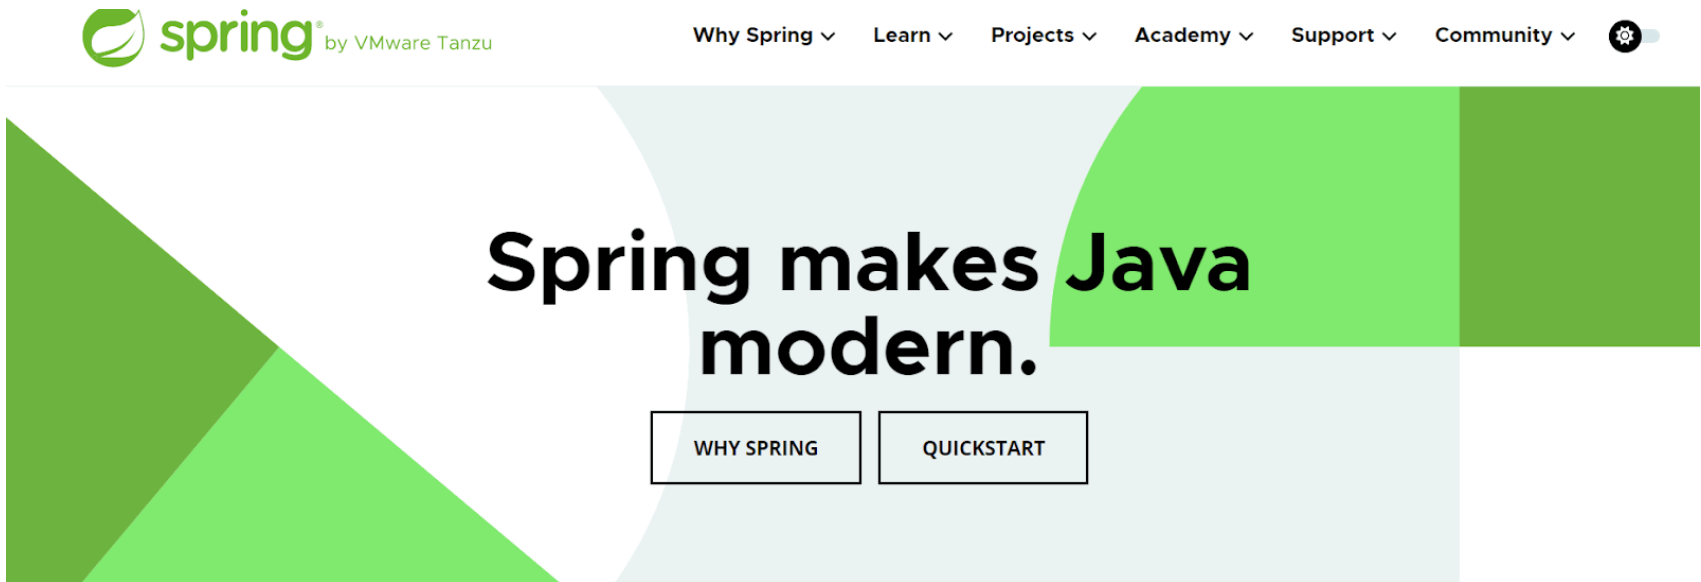 spring® by VMware Tanzu
Why Spring Learn Projects Academy Support Community
Spring makes Java
modern.
WHY SPRING QUICKSTART